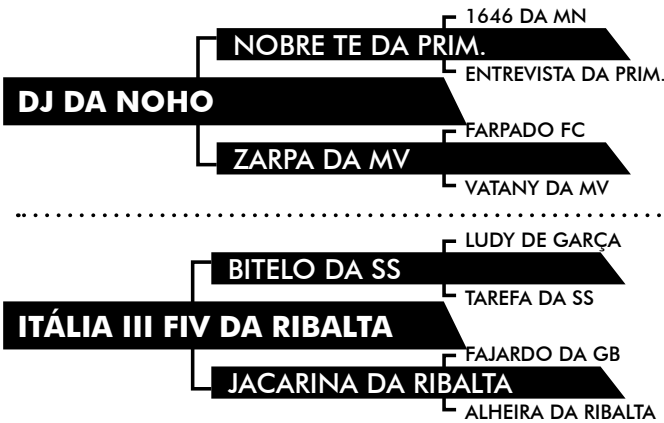 1646 DA MN
NOBRE TE DA PRIM.
ENTREVISTA DA PRIM.
DJ DA NOHO
FARPADO FC
ZARPA DA MV
VATANY DA MV
LUDY DE GARÇA
BITELO DA SS
TAREFA DA SS
ITÁLIA III FIV DA RIBALTA
FAJARDO DA GB
JACARINA DA RIBALTA
ALHEIRA DA RIBALTA